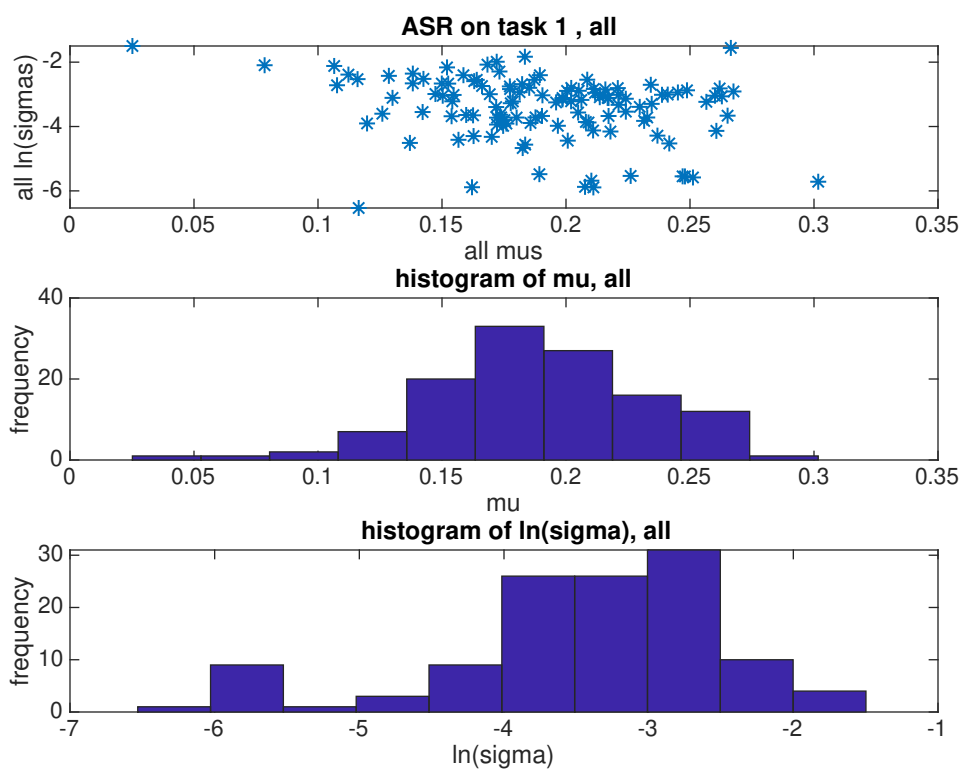 ASR on task 1 , all
all ln(sigmas)
-2
-4
-6
0 0.05 0.1 0.15 0.2 0.25 0.3 0.35
all mus
histogram of mu, all
frequency
40
20
0
0 0.05 0.1 0.15 0.2 0.25 0.3 0.35
mu
histogram of ln(sigma), all
frequency
30
20
10
0
-7 -6 -5 -4 -3 -2 -1
ln(sigma)